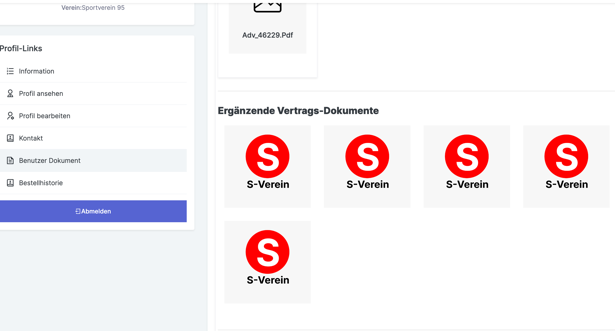 Verein:Sportverein 95
Profil-Links
Information
Profil ansehen
Profil bearbeiten
Kontakt
Benutzer Dokument
Bestellhistorie
Abmelden
Adv_46229.Pdf
Ergänzende Vertrags-Dokumente
S
S-Verein
S
S-Verein
S
S-Verein
S
S-Verein
S
S-Verein